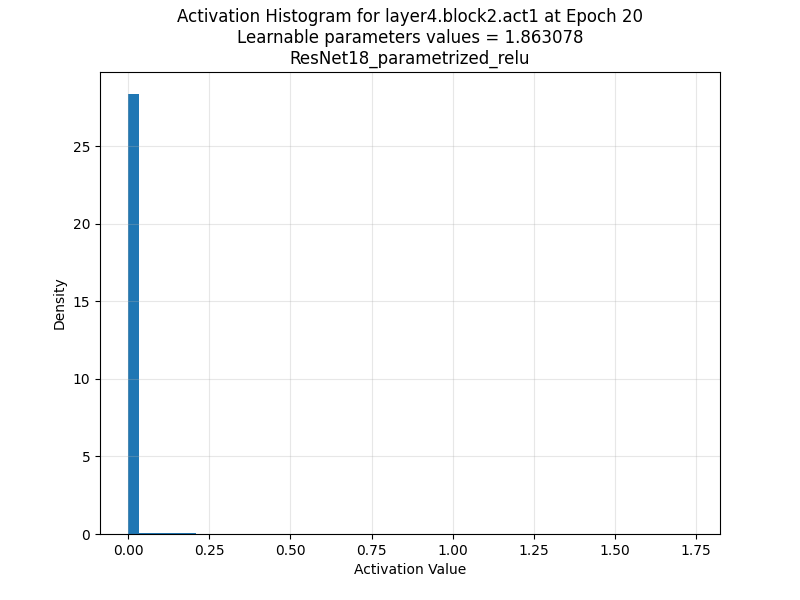 Activation Histogram for layer4.block2.act1 at Epoch 20
Learnable parameters values = 1.863078
ResNet18_parametrized_relu
Density
25
20
15
10
5
0
0.00 0.25 0.50 0.75 1.00 1.25 1.50 1.75
Activation Value